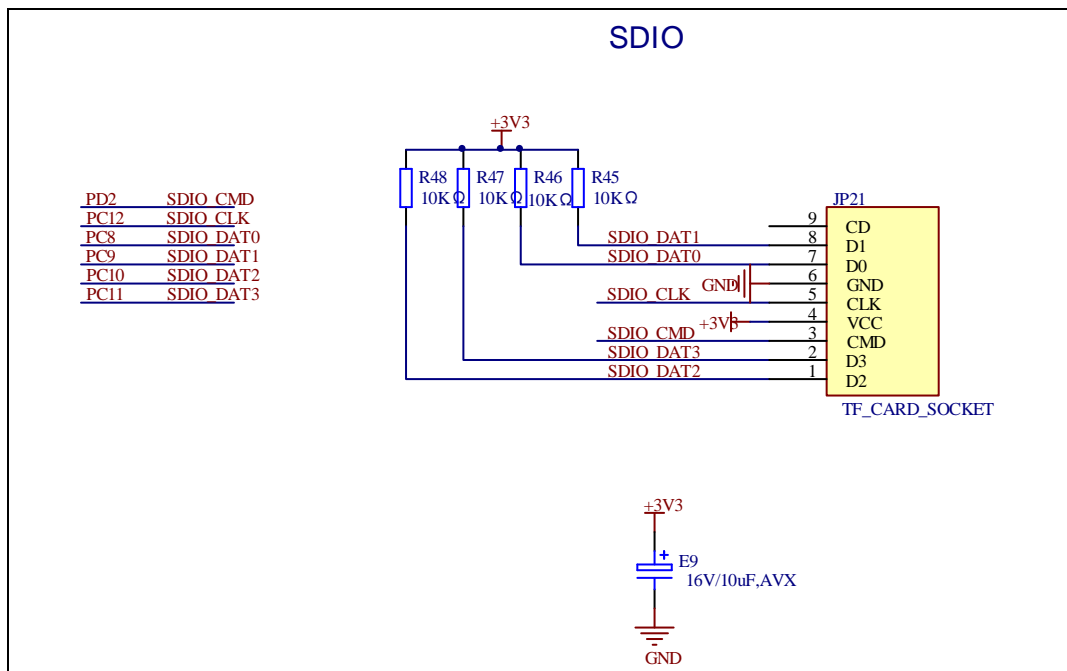 SDIO
+3V3
R48 R47 R46 R45
10KΩ 10KΩ 10KΩ 10KΩ
PD2 SDIO_CMD
PC12 SDIO_CLK
PC8 SDIO_DAT0
PC9 SDIO_DAT1
PC10 SDIO_DAT2
PC11 SDIO_DAT3
JP21
9 CD
SDIO_DAT1 8 D1
SDIO_DAT0 7 D0
GND 6 GND
SDIO_CLK 5 CLK
+3V3 4 VCC
SDIO_CMD 3 CMD
SDIO_DAT3 2 D3
SDIO_DAT2 1 D2
TF_CARD_SOCKET
+3V3
+
E9
16V/10uF,AVX
GND